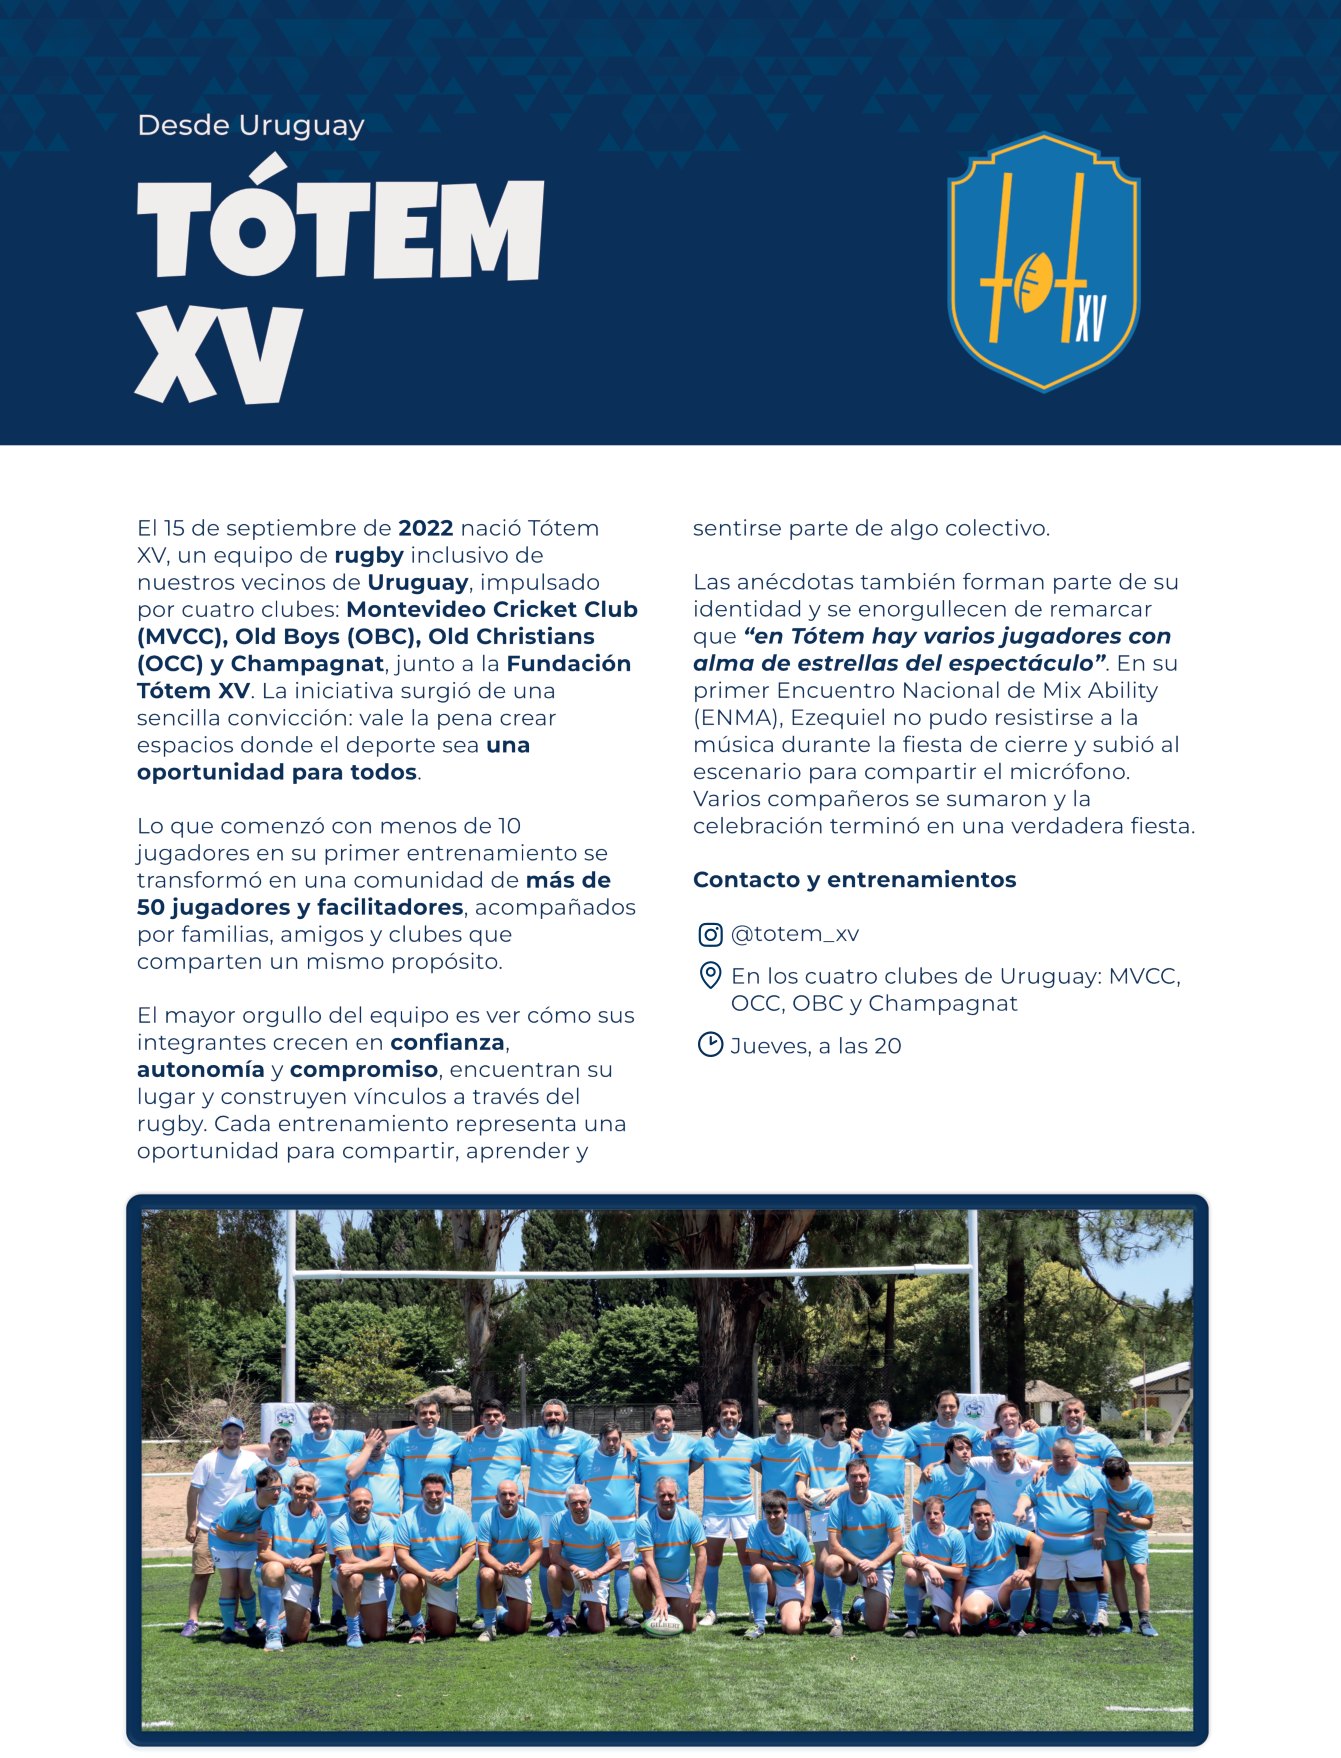 Desde Uruguay
TÓTEM
XV
XV
El 15 de septiembre de 2022 nació Tótem
XV, un equipo de rugby inclusivo de
nuestros vecinos de Uruguay, impulsado
por cuatro clubes: Montevideo Cricket Club
(MVCC), Old Boys (OBC), Old Christians
(OCC) y Champagnat, junto a la Fundación
Tótem XV. La iniciativa surgió de una
sencilla convicción: vale la pena crear
espacios donde el deporte sea una
oportunidad para todos.
Lo que comenzó con menos de 10
jugadores en su primer entrenamiento se
transformó en una comunidad de más de
50 jugadores y facilitadores, acompañados
por familias, amigos y clubes que
comparten un mismo propósito.
El mayor orgullo del equipo es ver cómo sus
integrantes crecen en confianza,
autonomía y compromiso, encuentran su
lugar y construyen vínculos a través del
rugby. Cada entrenamiento representa una
oportunidad para compartir, aprender y
sentirse parte de algo colectivo.
Las anécdotas también forman parte de su
identidad y se enorgullecen de remarcar
que “en Tótem hay varios jugadores con
alma de estrellas del espectáculo”. En su
primer Encuentro Nacional de Mix Ability
(ENMA), Ezequiel no pudo resistirse a la
música durante la fiesta de cierre y subió al
escenario para compartir el micrófono.
Varios compañeros se sumaron y la
celebración terminó en una verdadera fiesta.
Contacto y entrenamientos
@totem_xv
En los cuatro clubes de Uruguay: MVCC,
OCC, OBC y Champagnat
Jueves, a las 20
GILBERT